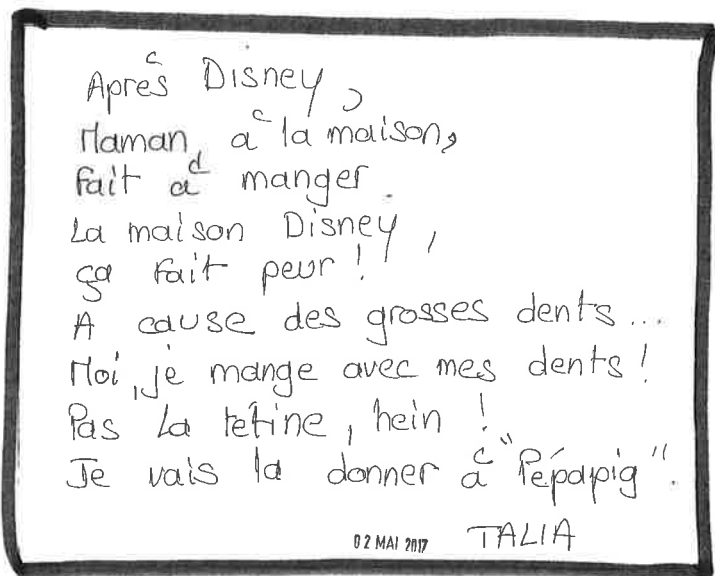 Après Disney,
Maman, à la maison,
fait à manger.
La maison Disney,
ça fait peur !
A cause des grosses dents...
Moi, je mange avec mes dents !
Pas la tétine, hein !
Je vais la donner à "Pépapig".
02 MAI 2017 TALIA